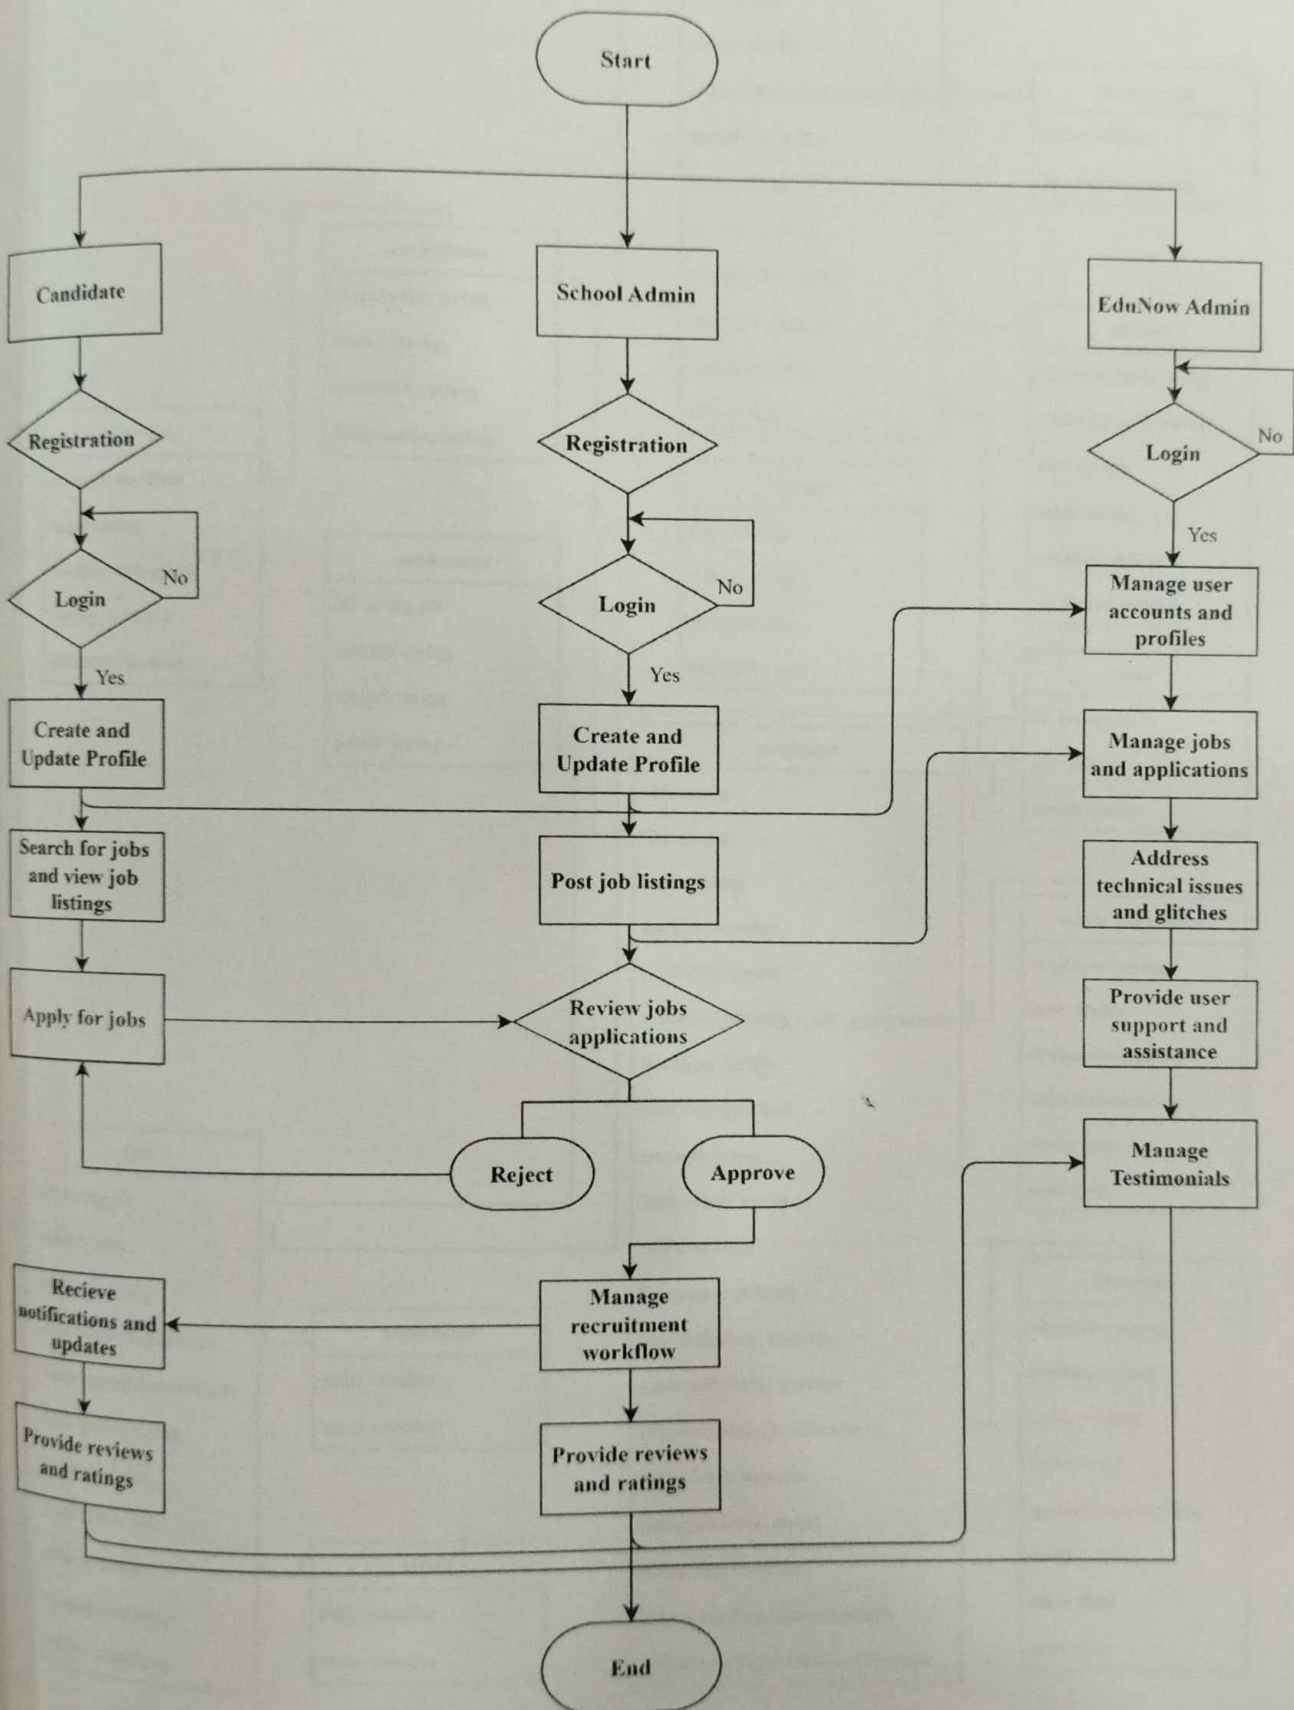 Start
Candidate
School Admin
EduNow Admin
Registration
Registration
Login
No
Yes
Login
No
Yes
Login
No
Yes
Create and
Update Profile
Create and
Update Profile
Manage user
accounts and
profiles
Search for jobs
and view job
listings
Post job listings
Manage jobs
and applications
Address
technical issues
and glitches
Apply for jobs
Review jobs
applications
Provide user
support and
assistance
Reject
Approve
Manage
Testimonials
Recieve
notifications and
updates
Manage
recruitment
workflow
Provide reviews
and ratings
Provide reviews
and ratings
End